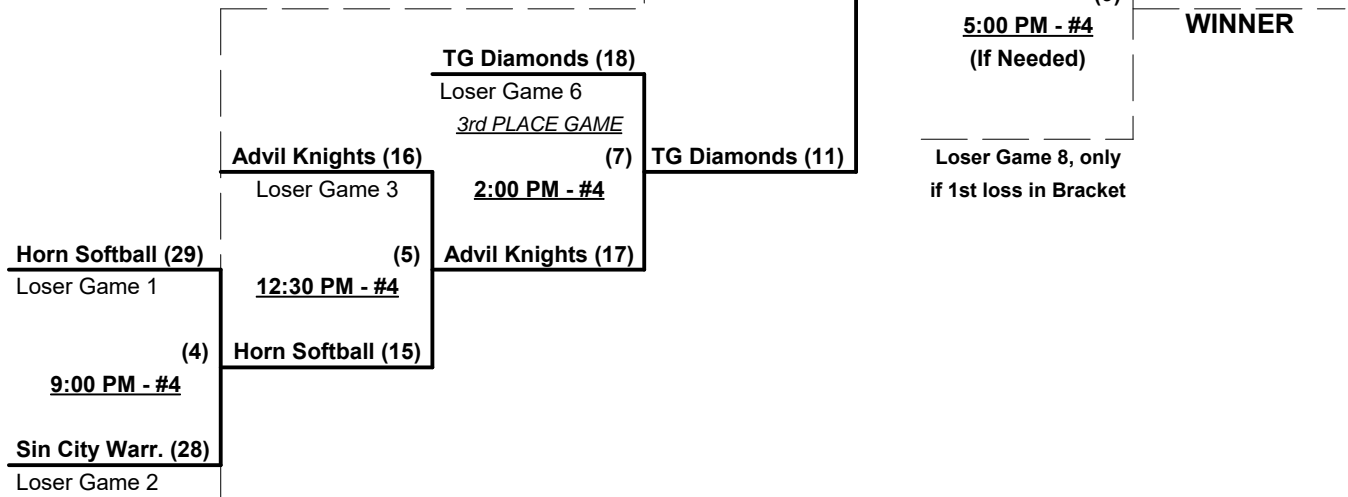 5:00 PM - #4
WINNER
(If Needed)
TG Diamonds (18)
Loser Game 6
3rd PLACE GAME
Advil Knights (16)
(7)
TG Diamonds (11)
Loser Game 8, only
if 1st loss in Bracket
Loser Game 3
2:00 PM - #4
Horn Softball (29)
(5)
Advil Knights (17)
Loser Game 1
12:30 PM - #4
(4)
Horn Softball (15)
9:00 PM - #4
Sin City Warr. (28)
Loser Game 2